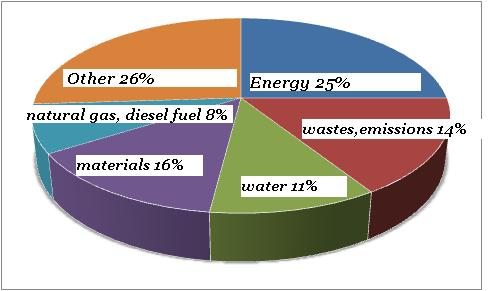 Other 26%
Energy 25%
natural gas, diesel fuel 8%
wastes,emissions 14%
materials 16%
water 11%